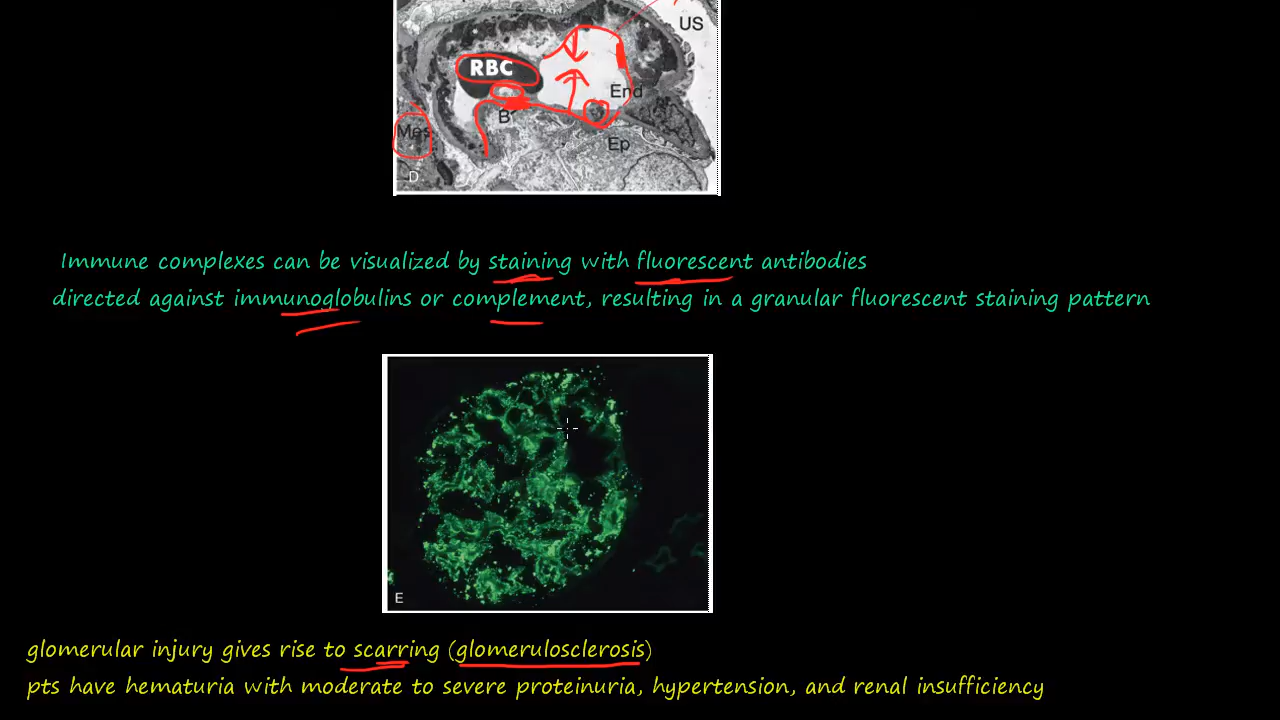 US
RBC
End
B
Mes
Ep
D
Immune complexes can be visualized by staining with fluorescent antibodies
directed against immunoglobulins or complement, resulting in a granular fluorescent staining pattern
E
glomerular injury gives rise to scarring (glomerulosclerosis)
pts have hematuria with moderate to severe proteinuria, hypertension, and renal insufficiency